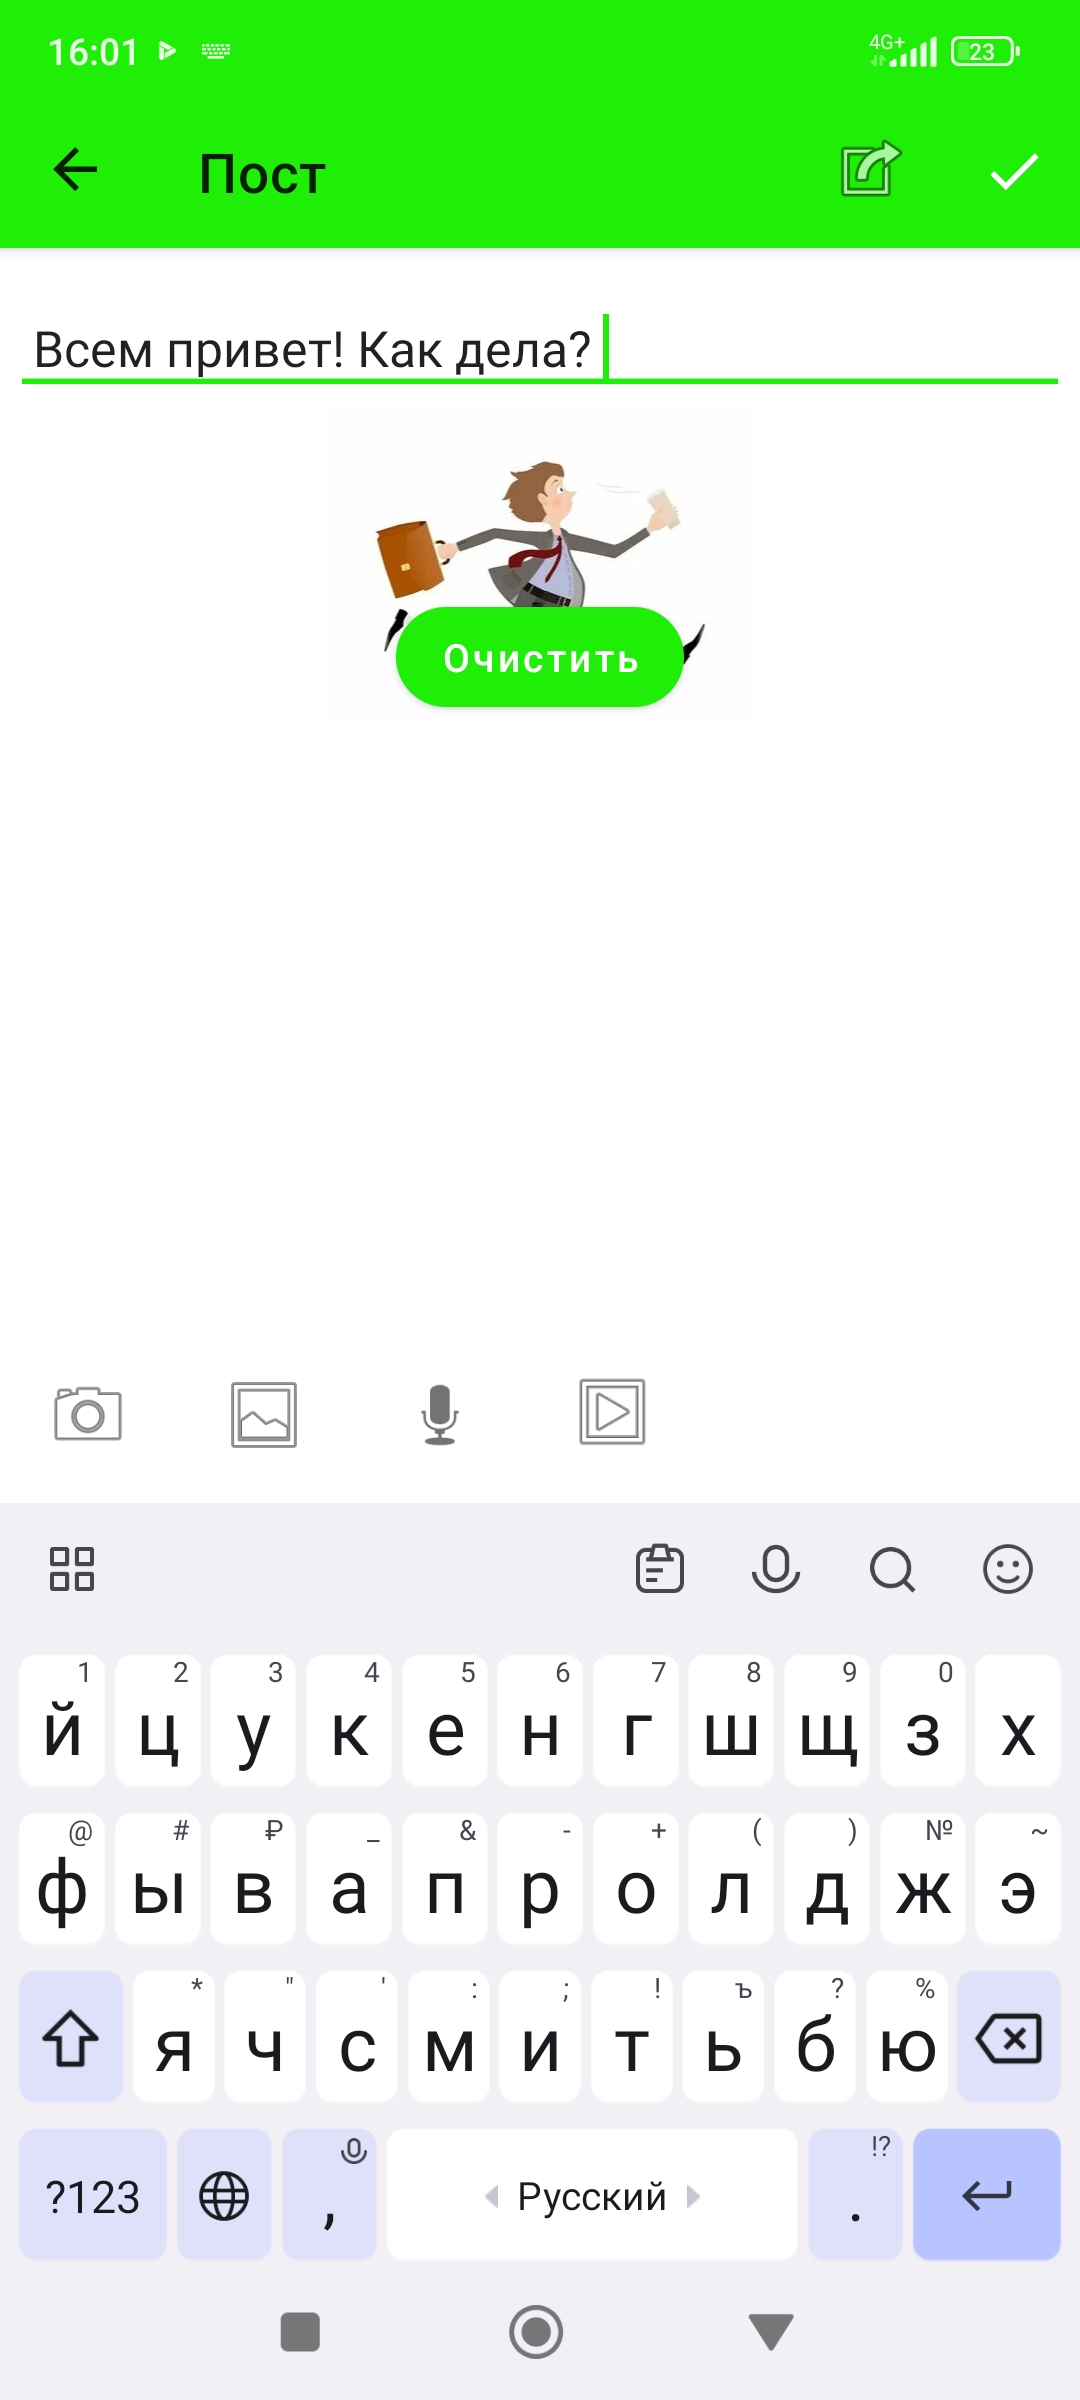 16:01 4G+ 23
Пост
Всем привет! Как дела?
Очистить
1 2 3 4 5 6 7 8 9 0
й ц у к е н г ш щ з х
@ # ₽ _ & - + ( ) № ~
ф ы в а п р о л д ж э
* " ' : ; ! ъ ? %
я ч с м и т ь б ю
!?
?123 , Русский .